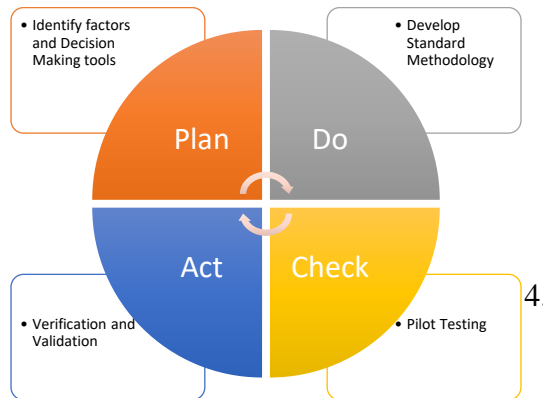 • Identify factors
and Decision
Making tools
• Develop
Standard
Methodology
Plan
Do
Act
Check
• Verification and
Validation
• Pilot Testing
4.